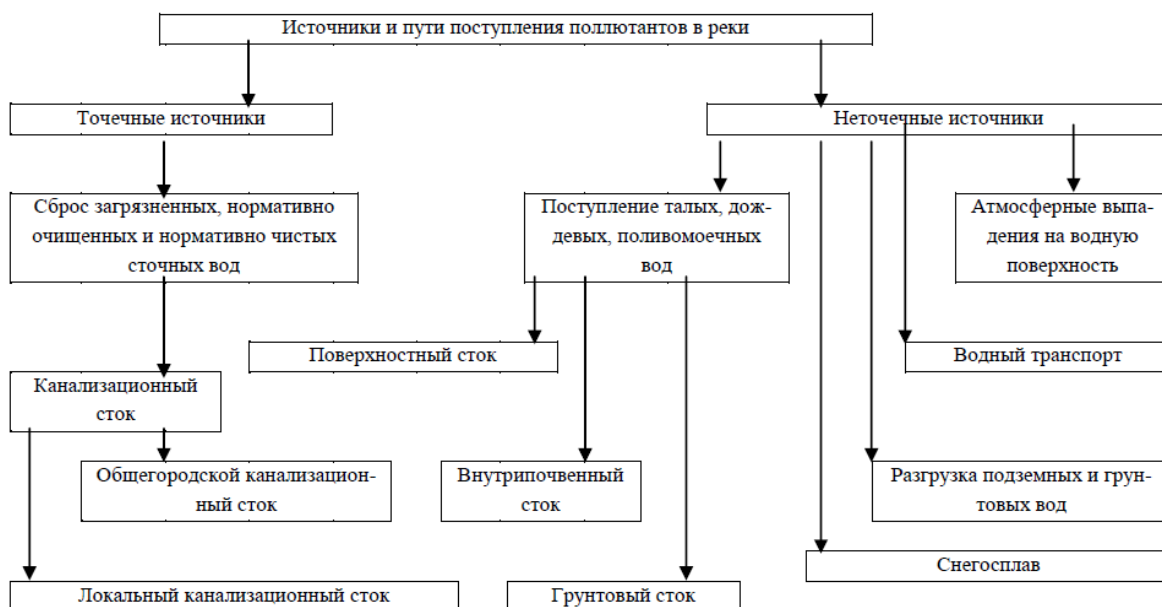 Источники и пути поступления поллютантов в реки
Точечные источники
Неточечные источники
Сброс загрязненных, нормативно
очищенных и нормативно чистых
сточных вод
Поступление талых, дож-
девых, поливомоечных
вод
Атмосферные выпа-
дения на водную
поверхность
Поверхностный сток
Водный транспорт
Канализационный
сток
Общегородской канализацион-
ный сток
Внутрипочвенный
сток
Разгрузка подземных и грун-
товых вод
Снегосплав
Локальный канализационный сток
Грунтовый сток